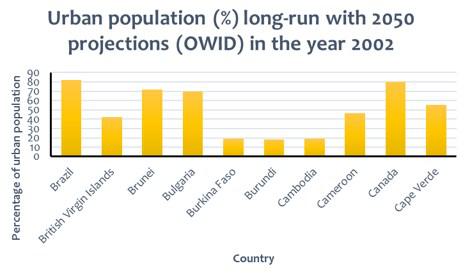 Urban population (%) long-run with 2050
projections (OWID) in the year 2002
Percentage of urban population
90
80
70
60
50
40
30
20
10
0
Brazil
British Virgin Islands
Brunei
Bulgaria
Burkina Faso
Burundi
Cambodia
Cameroon
Canada
Cape Verde
Country